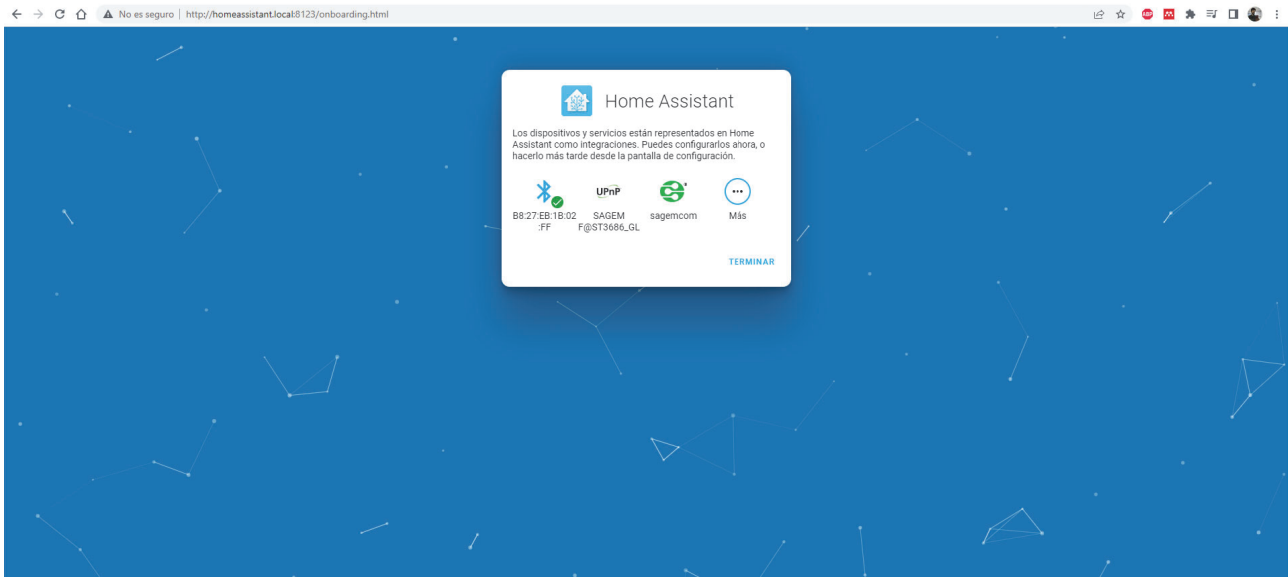 No es seguro | http://homeassistant.local:8123/onboarding.html
ABP
Home Assistant
Los dispositivos y servicios están representados en Home
Assistant como integraciones. Puedes configurarlos ahora, o
hacerlo más tarde desde la pantalla de configuración.
UPnP
B8:27:EB:1B:02
:FF
SAGEM
F@ST3686_GL
sagemcom
Más
TERMINAR